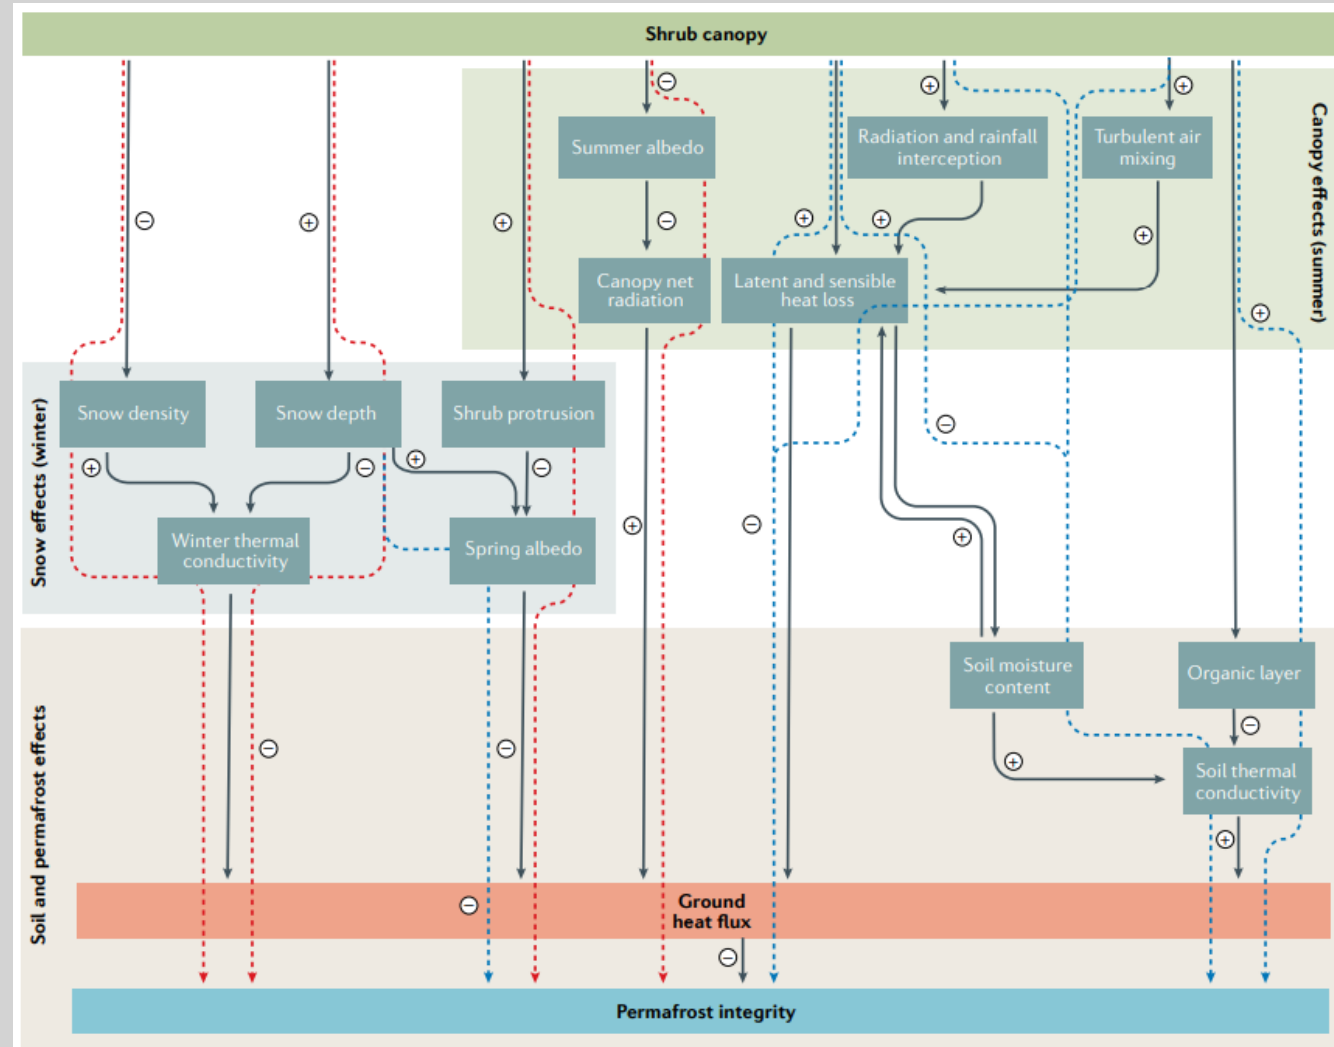 Shrub canopy
Canopy effects (summer)
Summer albedo
Radiation and rainfall
interception
Turbulent air
mixing
Canopy net
radiation
Latent and sensible
heat loss
Snow effects (winter)
Snow density
Snow depth
Shrub protrusion
Winter thermal
conductivity
Spring albedo
Soil and permafrost effects
Soil moisture
content
Organic layer
Soil thermal
conductivity
Ground
heat flux
Permafrost integrity